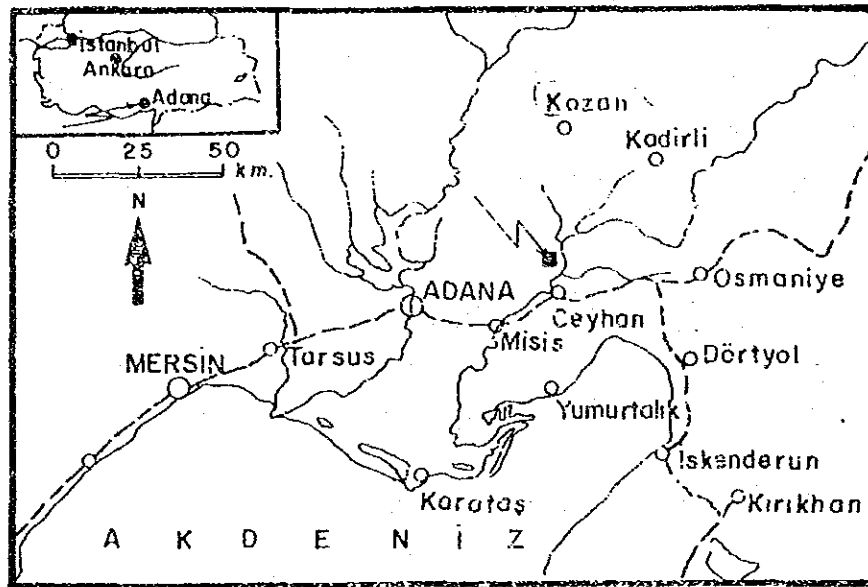 İstanbul
Ankara
Adana
0 25 50
km.
N
Kozan
Kadirli
ADANA
Osmaniye
Ceyhan
Misis
Tarsus
MERSİN
Dörtyol
Yumurtalık
İskenderun
Karataş
Kırıkhan
AKDENİZ